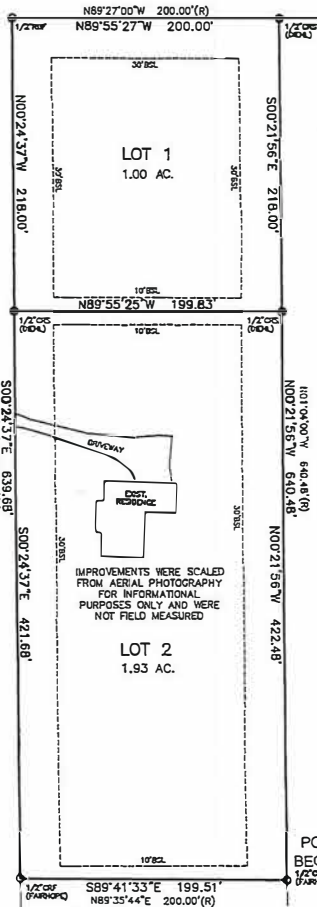 N89°27'00"W 200.00'(R)
N89°55'27"W 200.00'
1/2"CRS
(DIEHL)
30'BSL
N00°24'37"W 218.00'
S00°21'56"E 218.00'
LOT 1
1.00 AC.
30'BSL
30'BSL
10'BSL
N89°55'25"W 199.83'
1/2"CRS
(DIEHL)
1/2"CRS
(DIEHL)
10'BSL
S00°24'37"E 639.68'
N01°04'00"W 640.48'(R)
N00°21'56"W 640.48'
DRIVEWAY
EXIST.
RESIDENCE
30'BSL
30'BSL
S00°24'37"E 421.68'
N00°21'56"W 422.48'
IMPROVEMENTS WERE SCALED
FROM AERIAL PHOTOGRAPHY
FOR INFORMATIONAL
PURPOSES ONLY AND WERE
NOT FIELD MEASURED
LOT 2
1.93 AC.
10'BSL
PO
BEG
1/2"CRF
(FAIRHOPE)
1/2"C
(FAIR
S89°41'33"E 199.51'
N89°35'44"E 200.00'(R)